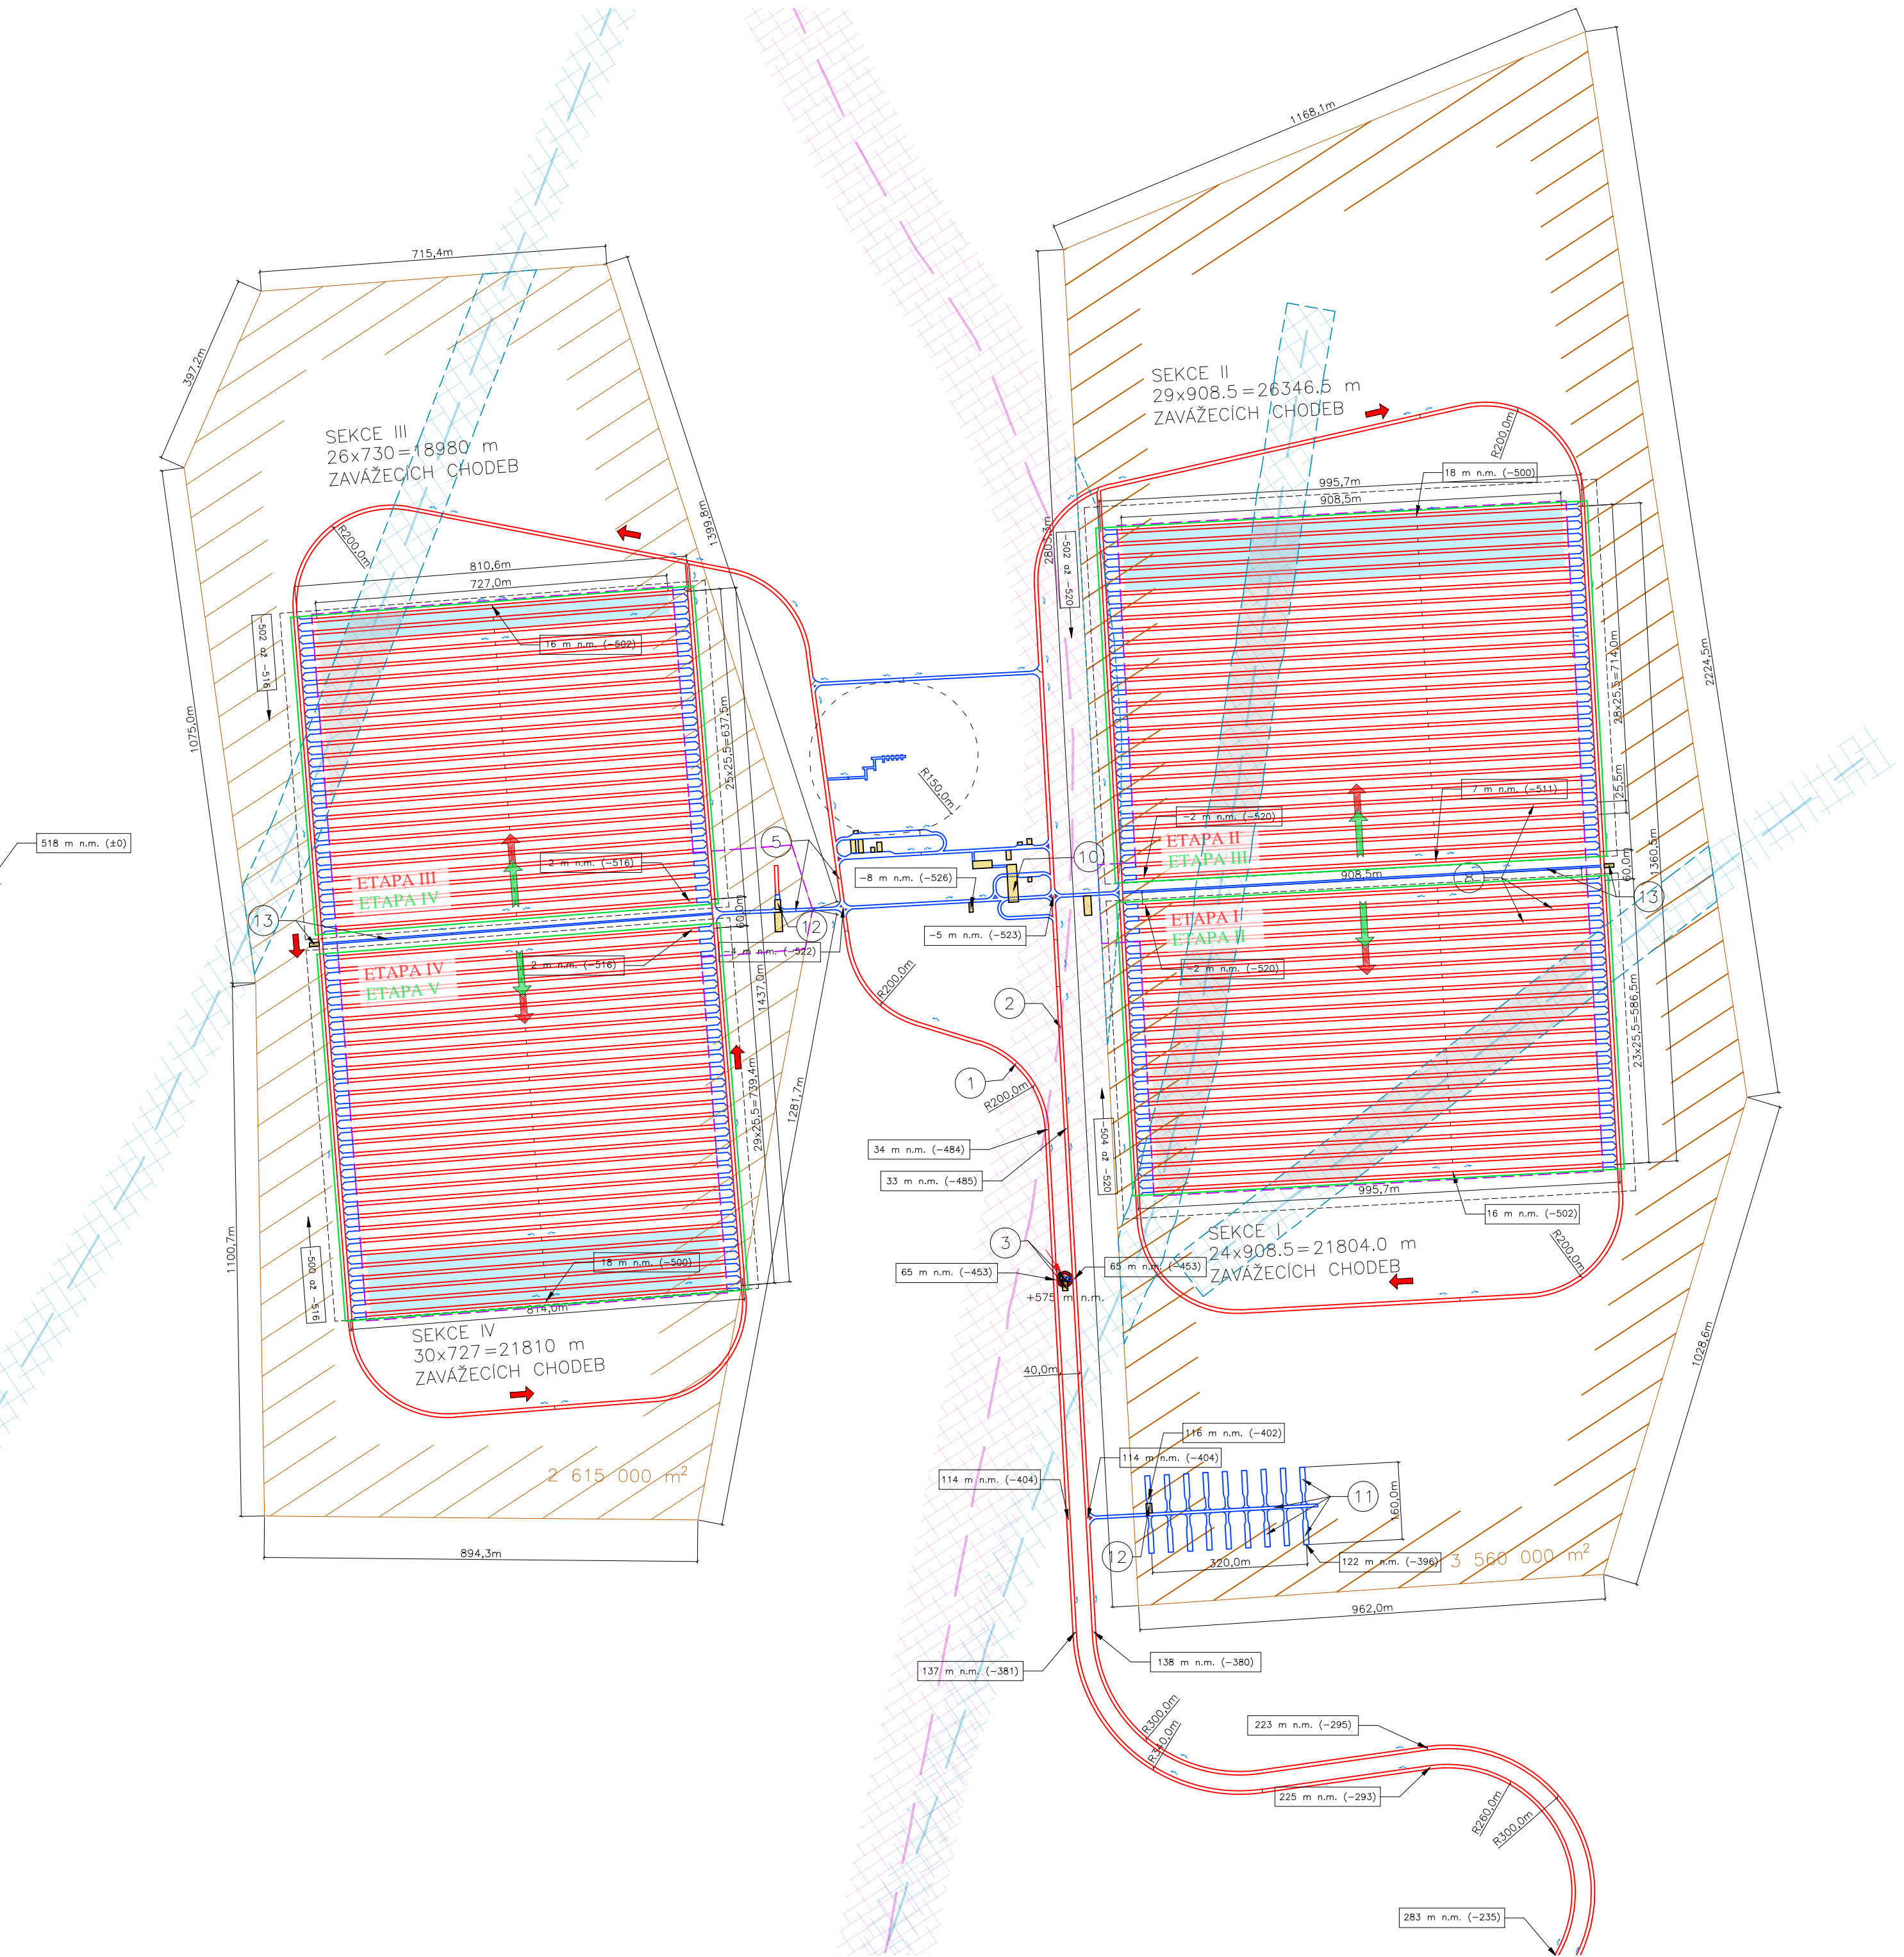 1168,1m
715,4m
397,2m
1399,8m
2803,3m
2224,5m
SEKCE II
29x908.5=26346.5 m
ZAVÁŽECÍCH CHODEB
R200,0m
18 m n.m. (-500)
995,7m
908,5m
SEKCE III
26x730=18980 m
ZAVÁŽECÍCH CHODEB
R200,0m
810,6m
727,0m
16 m n.m. (-502)
-502 až -516
-502 až -520
1075,0m
25x25,5=637,5m
28x25,5=714,0m
25,5m
1360,5m
60,0m
R150,0m
518 m n.m. (±0)
7 m n.m. (-511)
-2 m n.m. (-520)
ETAPA II
ETAPA III
5
10
2 m n.m. (-516)
ETAPA III
ETAPA IV
-8 m n.m. (-526)
908,5m
8
13
13
60,0m
12
-5 m n.m. (-523)
-4 m n.m. (-522)
ETAPA I
ETAPA II
-2 m n.m. (-520)
2 m n.m. (-516)
ETAPA IV
ETAPA V
R200,0m
1437,0m
2
1
R200,0m
23x25,5=586,5m
29x25,5=739,4m
1281,7m
34 m n.m. (-484)
33 m n.m. (-485)
-504 až -520
995,7m
16 m n.m. (-502)
SEKCE I
24x908.5=21804.0 m
ZAVÁŽECÍCH CHODEB
R200,0m
3
65 m n.m. (-453)
65 m n.m. (-453)
+575 m n.m.
1100,7m
-500 až -516
18 m n.m. (-500)
814,0m
SEKCE IV
30x727=21810 m
ZAVÁŽECÍCH CHODEB
40,0m
1028,6m
2 615 000 m²
116 m n.m. (-402)
114 m n.m. (-404)
114 m n.m. (-404)
11
160,0m
12
320,0m
122 m n.m. (-396)
3 560 000 m²
894,3m
962,0m
137 m n.m. (-381)
138 m n.m. (-380)
R300,0m
R340,0m
223 m n.m. (-295)
225 m n.m. (-293)
R260,0m
R300,0m
283 m n.m. (-235)